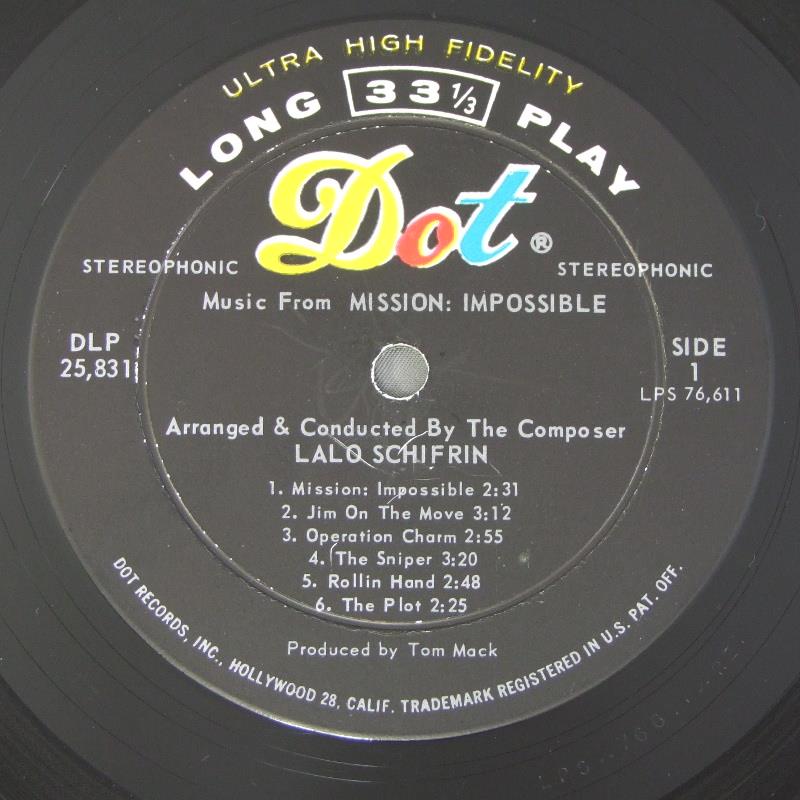 ULTRA HIGH FIDELITY
LONG 33 1/3 PLAY
Dot ®
STEREOPHONIC STEREOPHONIC
Music From MISSION: IMPOSSIBLE
DLP
25,831
SIDE
1
LPS 76,611
Arranged & Conducted By The Composer
LALO SCHIFRIN
1. Mission: Impossible 2:31
2. Jim On The Move 3:12
3. Operation Charm 2:55
4. The Sniper 3:20
5. Rollin Hand 2:48
6. The Plot 2:25
Produced by Tom Mack
DOT RECORDS, INC., HOLLYWOOD 28, CALIF. TRADEMARK REGISTERED IN U.S. PAT. OFF.